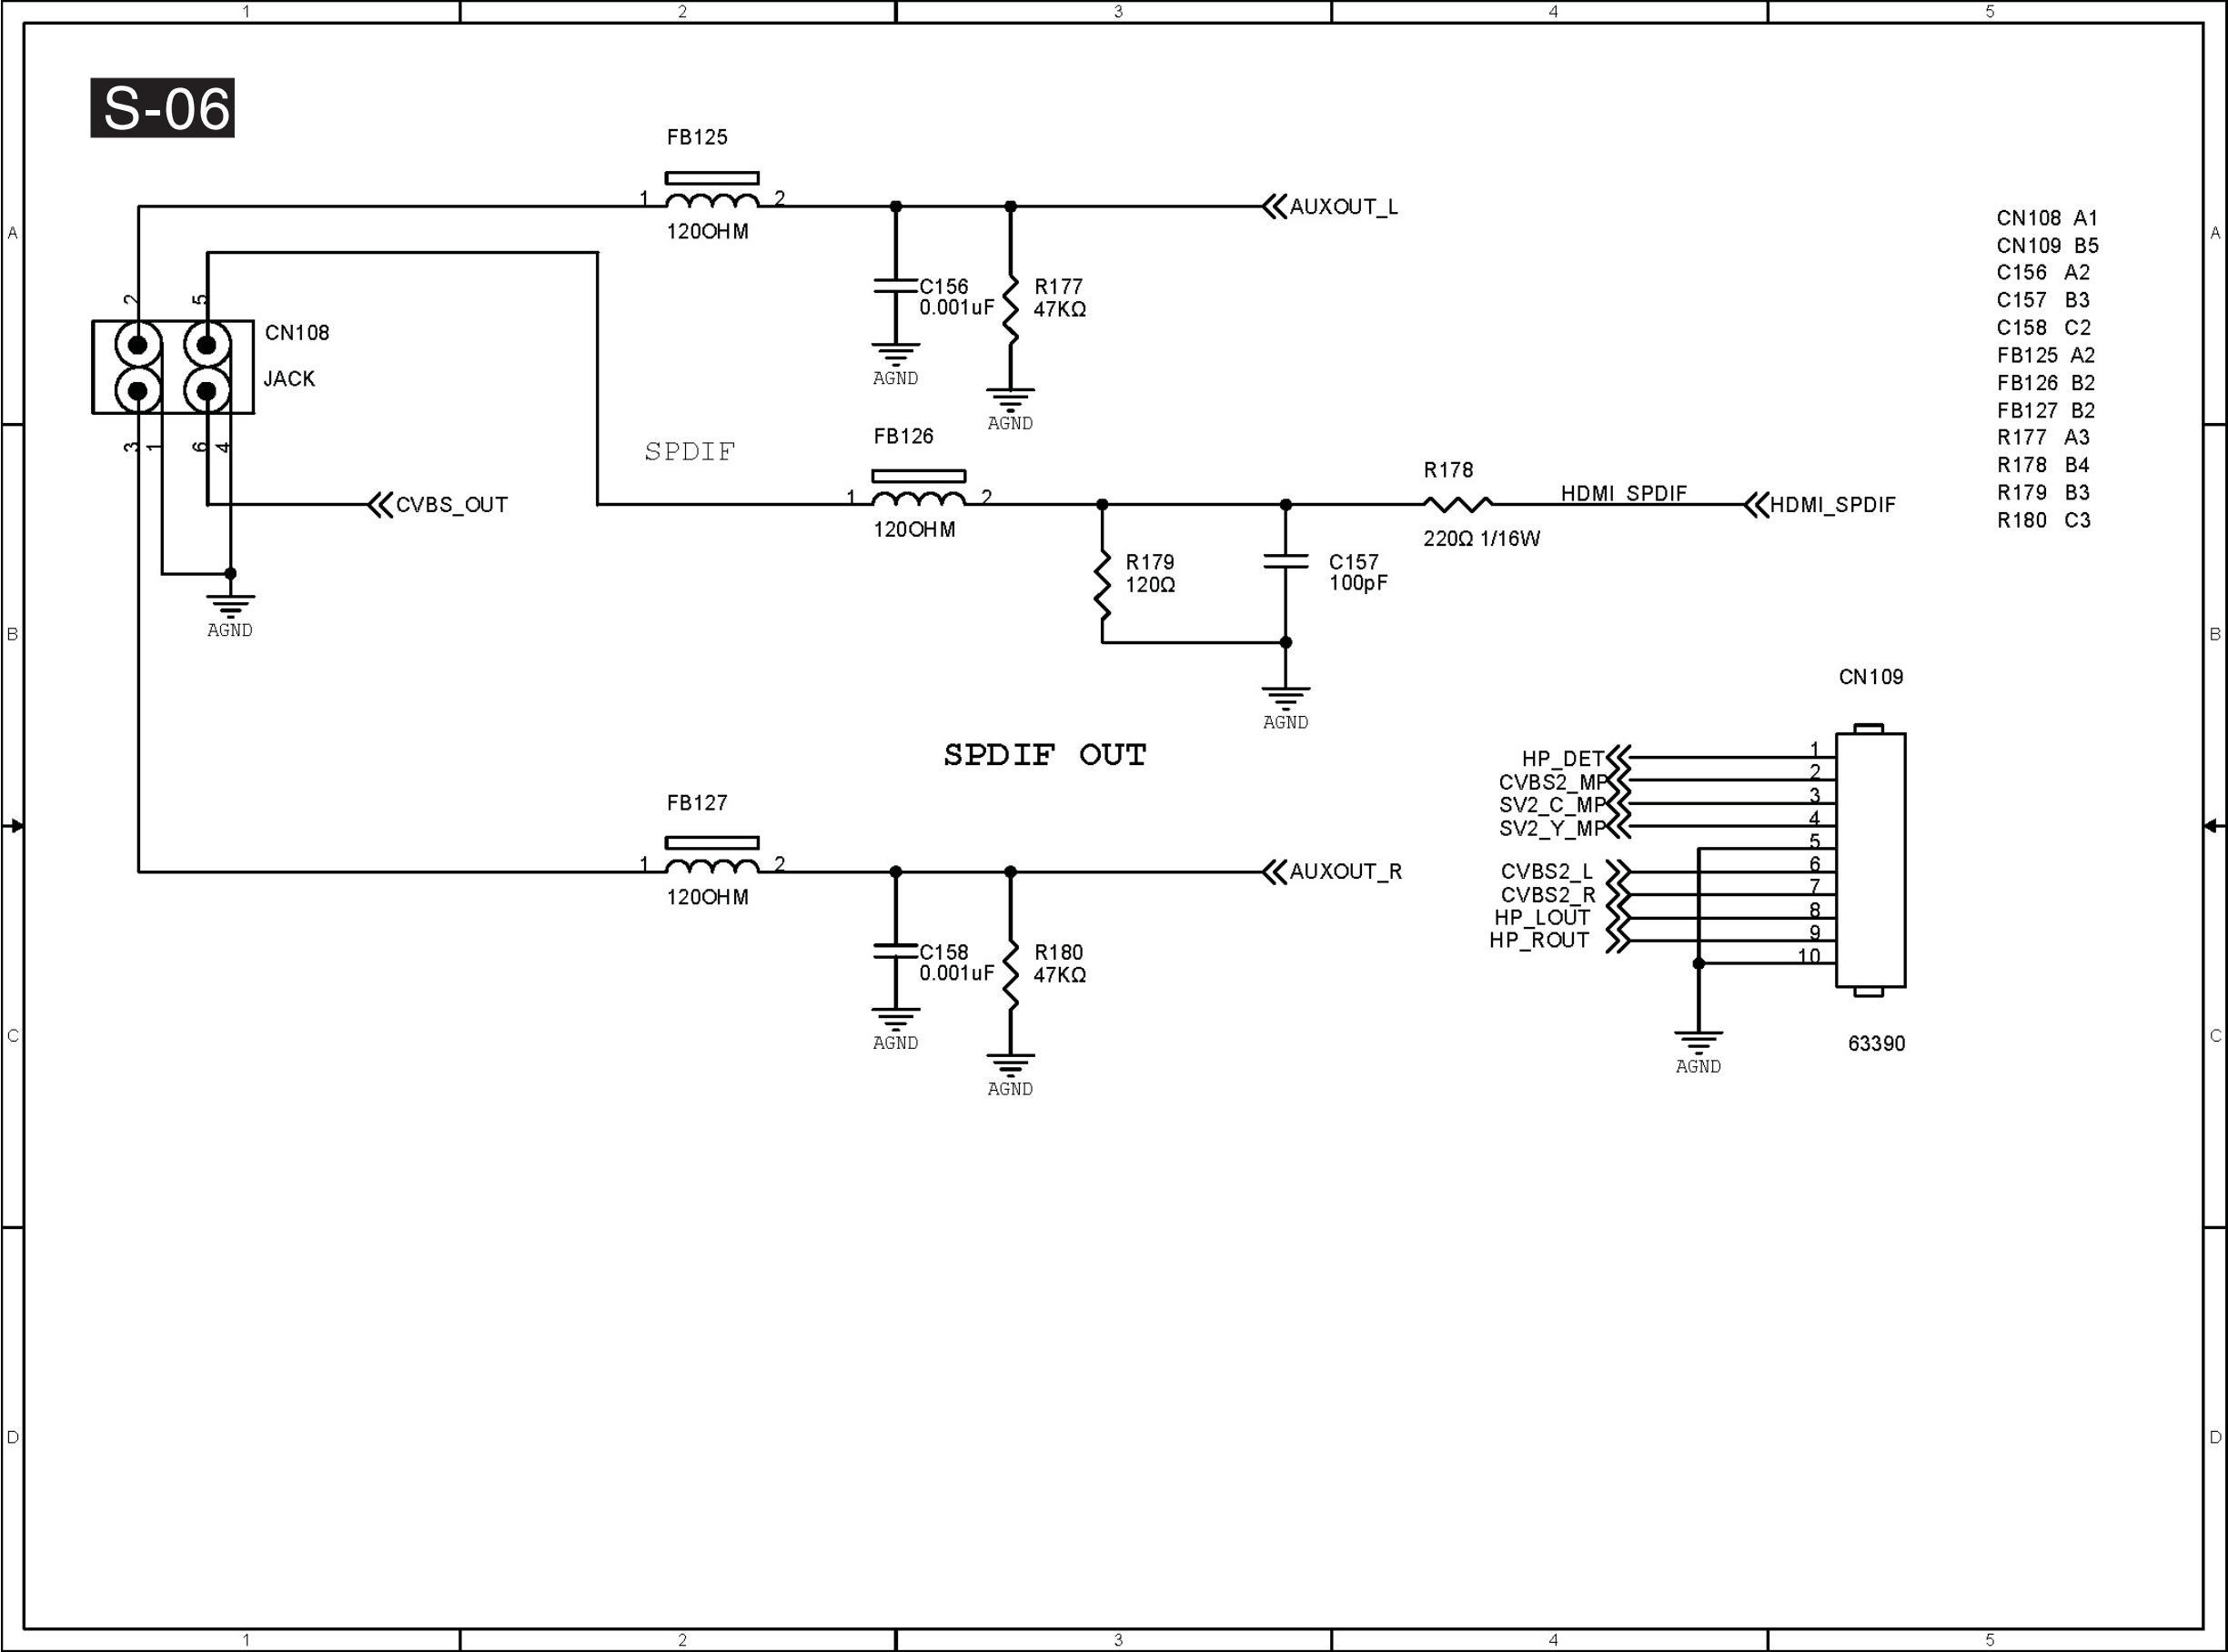 1 2 3 4 5
S-06
FB125
1 2
120OHM
AUXOUT_L
A A
C156
0.001uF
R177
47KΩ
AGND
AGND
2 5
CN108
JACK
3 1 6 4
CVBS_OUT
AGND
SPDIF
FB126
1 2
120OHM
R178
220Ω 1/16W
HDMI_SPDIF
HDMI_SPDIF
R179
120Ω
C157
100pF
AGND
CN108 A1
CN109 B5
C156 A2
C157 B3
C158 C2
FB125 A2
FB126 B2
FB127 B2
R177 A3
R178 B4
R179 B3
R180 C3
B B
SPDIF OUT
FB127
1 2
120OHM
AUXOUT_R
C158
0.001uF
R180
47KΩ
AGND
AGND
CN109
HP_DET 1
CVBS2_MP 2
SV2_C_MP 3
SV2_Y_MP 4
5
CVBS2_L 6
CVBS2_R 7
HP_LOUT 8
HP_ROUT 9
10
AGND
63390
C C
D D
1 2 3 4 5